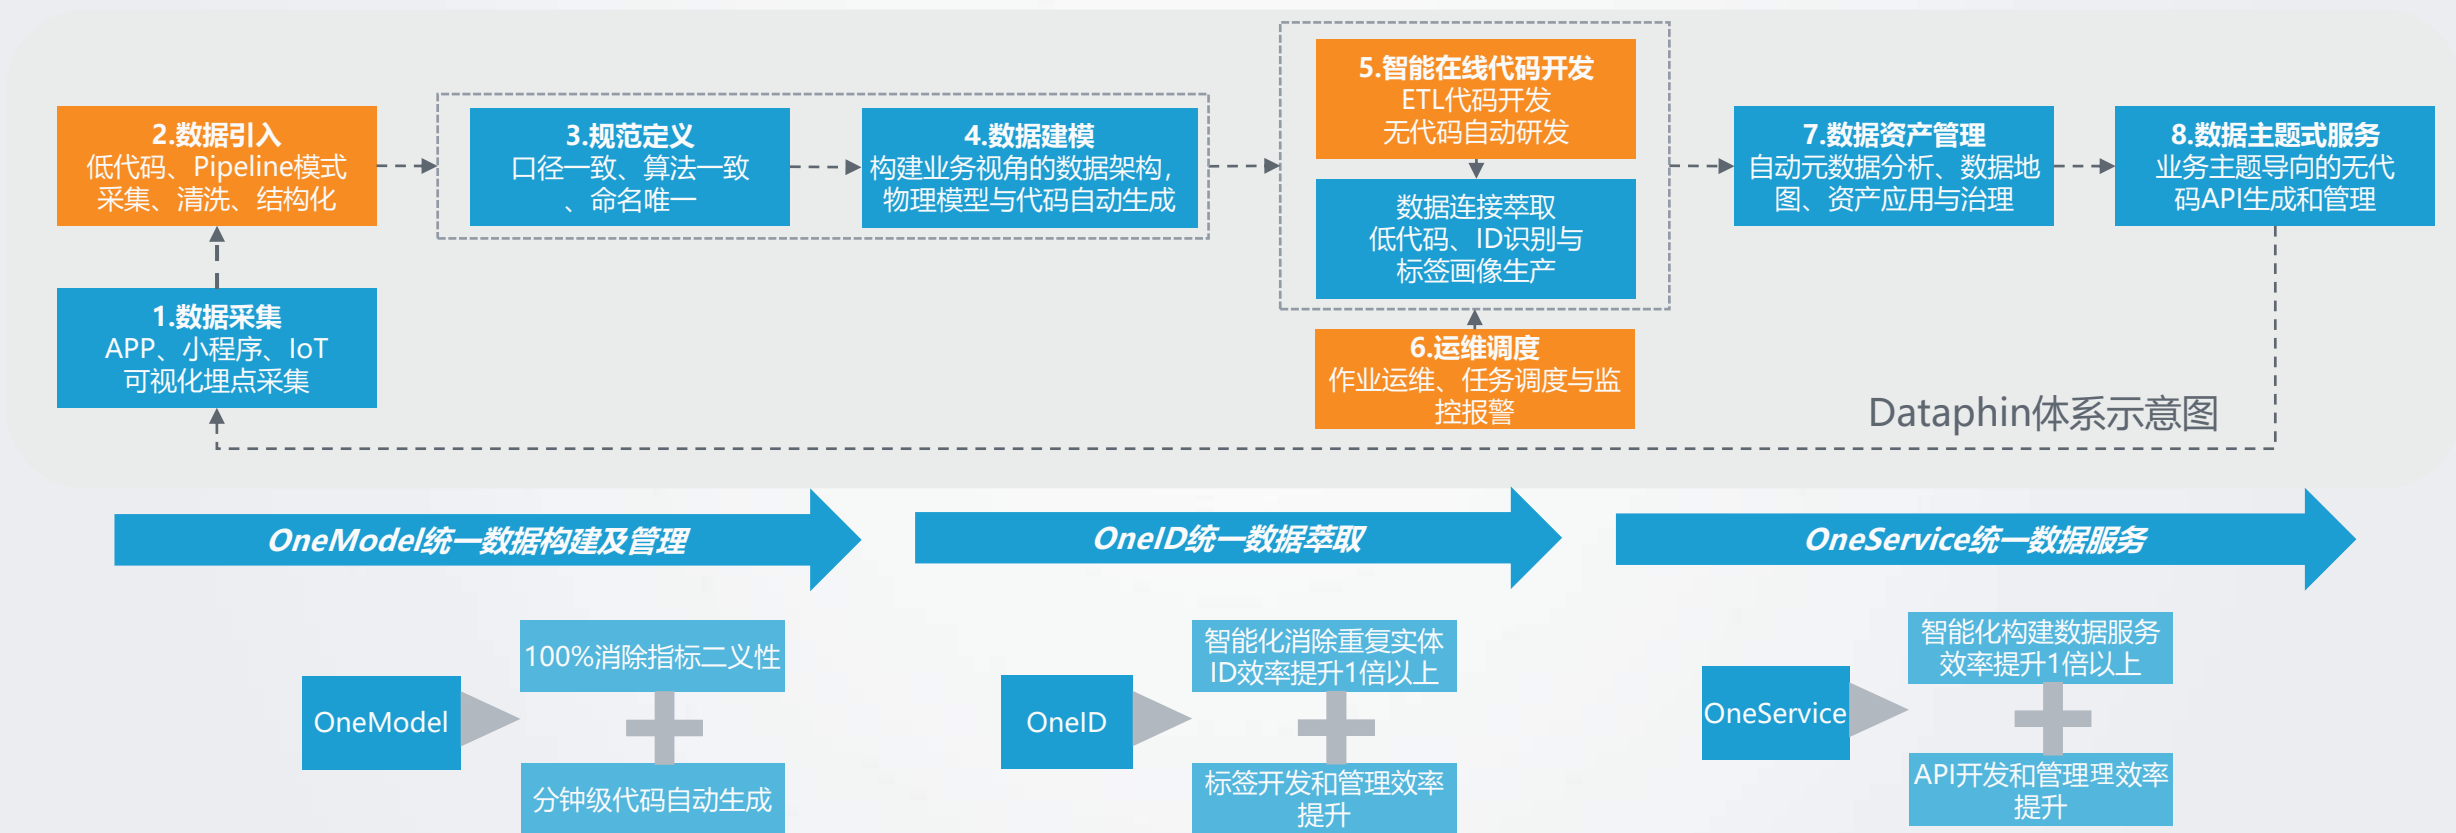 2.数据引入
低代码、Pipeline模式
采集、清洗、结构化
1.数据采集
APP、小程序、IoT
可视化埋点采集
3.规范定义
口径一致、算法一致
、命名唯一
4.数据建模
构建业务视角的数据架构，
物理模型与代码自动生成
5.智能在线代码开发
ETL代码开发
无代码自动研发
数据连接萃取
低代码、ID识别与
标签画像生产
6.运维调度
作业运维、任务调度与监
控报警
7.数据资产管理
自动元数据分析、数据地
图、资产应用与治理
8.数据主题式服务
业务主题导向的无代
码API生成和管理
Dataphin体系示意图
OneModel统一数据构建及管理
OneID统一数据萃取
OneService统一数据服务
OneModel
100%消除指标二义性
分钟级代码自动生成
OneID
智能化消除重复实体
ID效率提升1倍以上
标签开发和管理效率
提升
OneService
智能化构建数据服务
效率提升1倍以上
API开发和管理理效率
提升